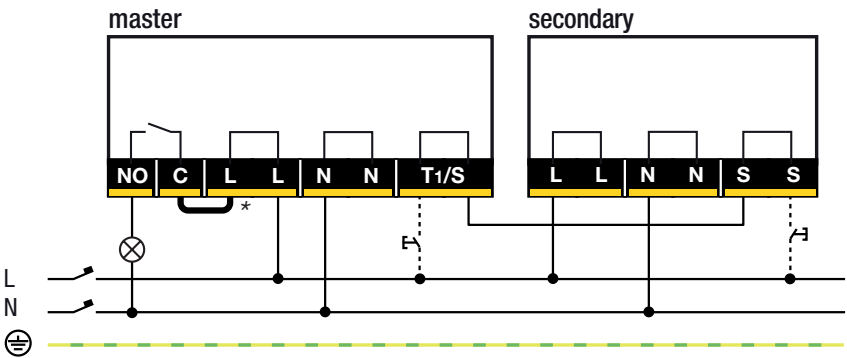 master secondary
NO C L L N N T1/S L L N N S S
*
L
N